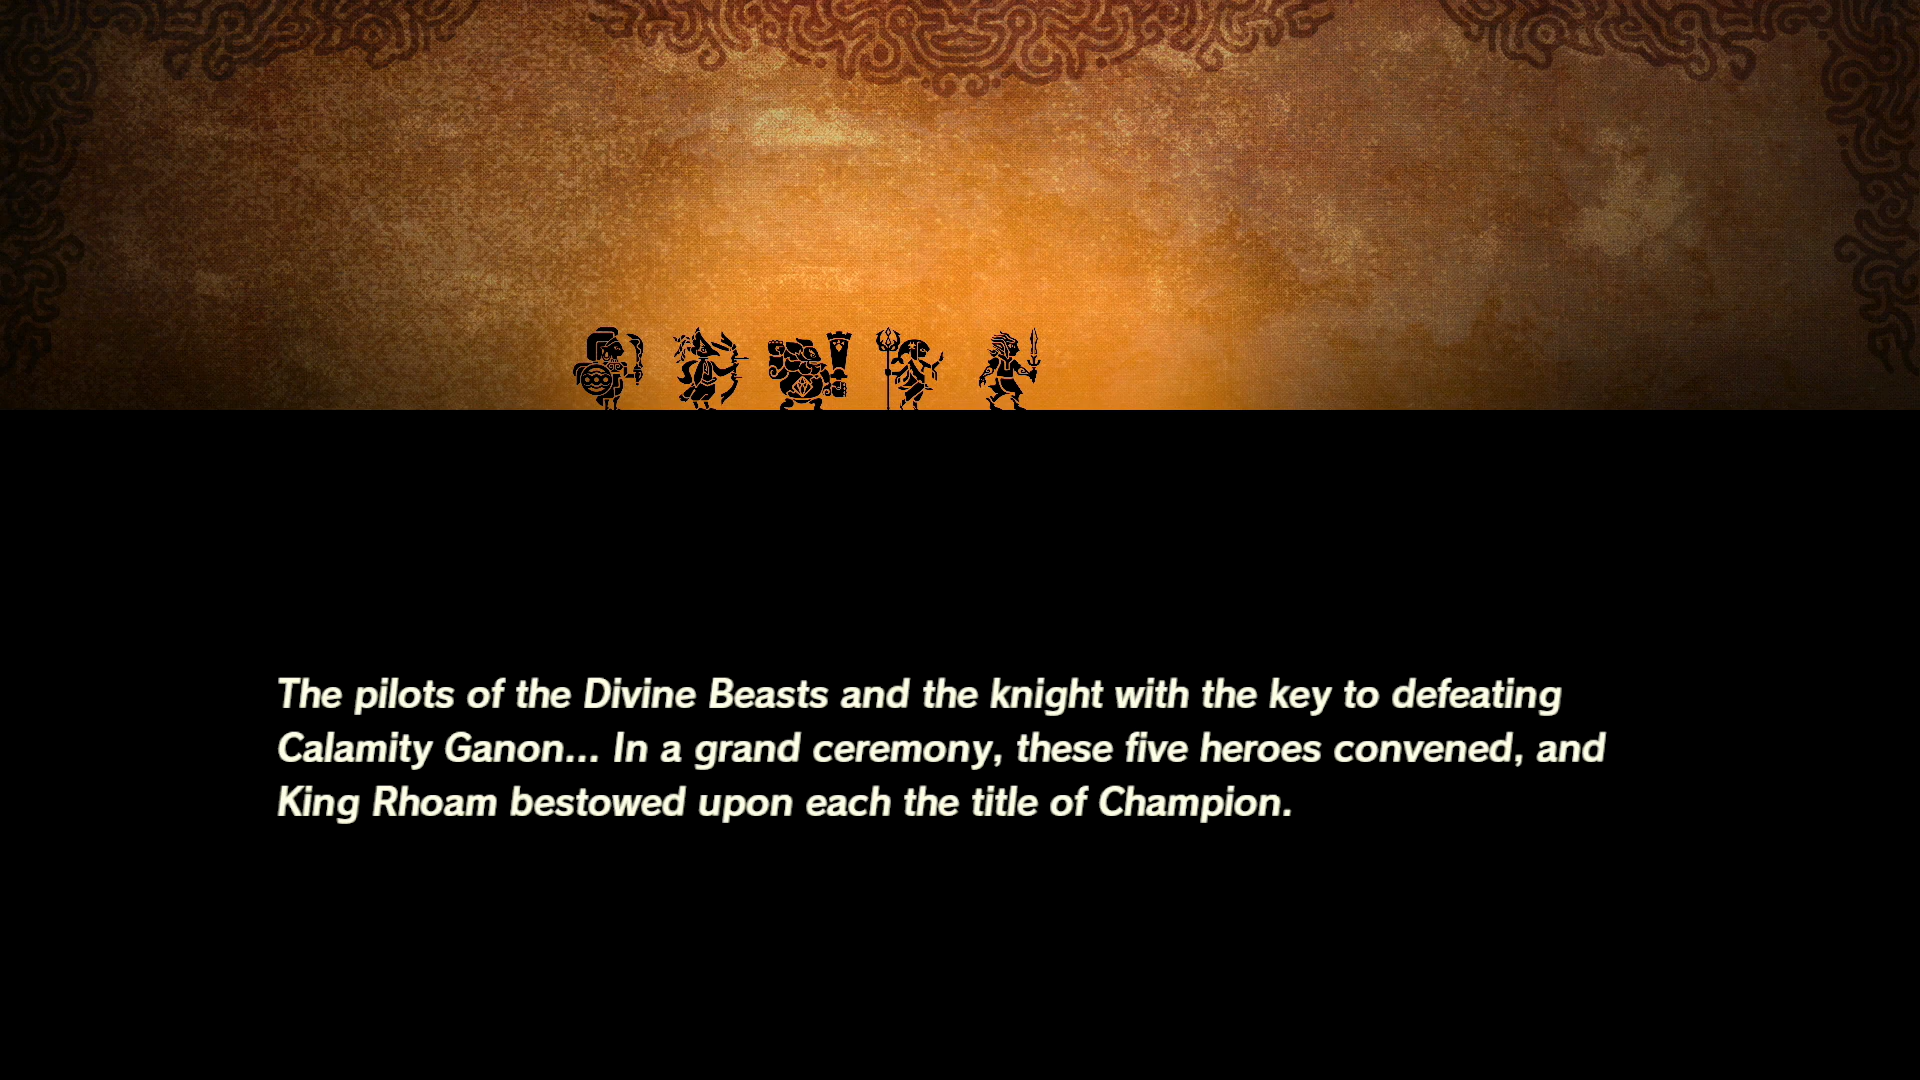 The pilots of the Divine Beasts and the knight with the key to defeating
Calamity Ganon... In a grand ceremony, these five heroes convened, and
King Rhoam bestowed upon each the title of Champion.